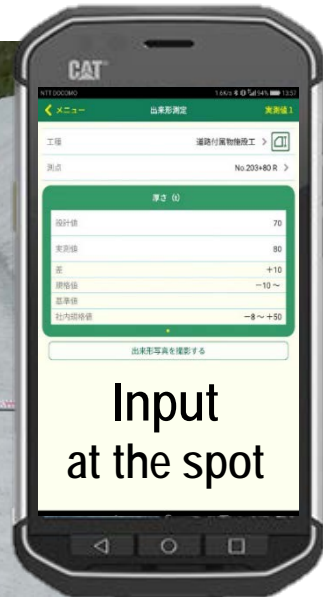 CAT
NTT DOCOMO 13:57
メニュー 出来形測定 実測値1
工種 道路付属物施設工 >
測点 No.203+80 R >
厚さ (t)
設計値 70
実測値 80
差 +10
規格値 −10 ~
基準値
社内規格値 −8 ~ +50
出来形写真を撮影する
Input
at the spot